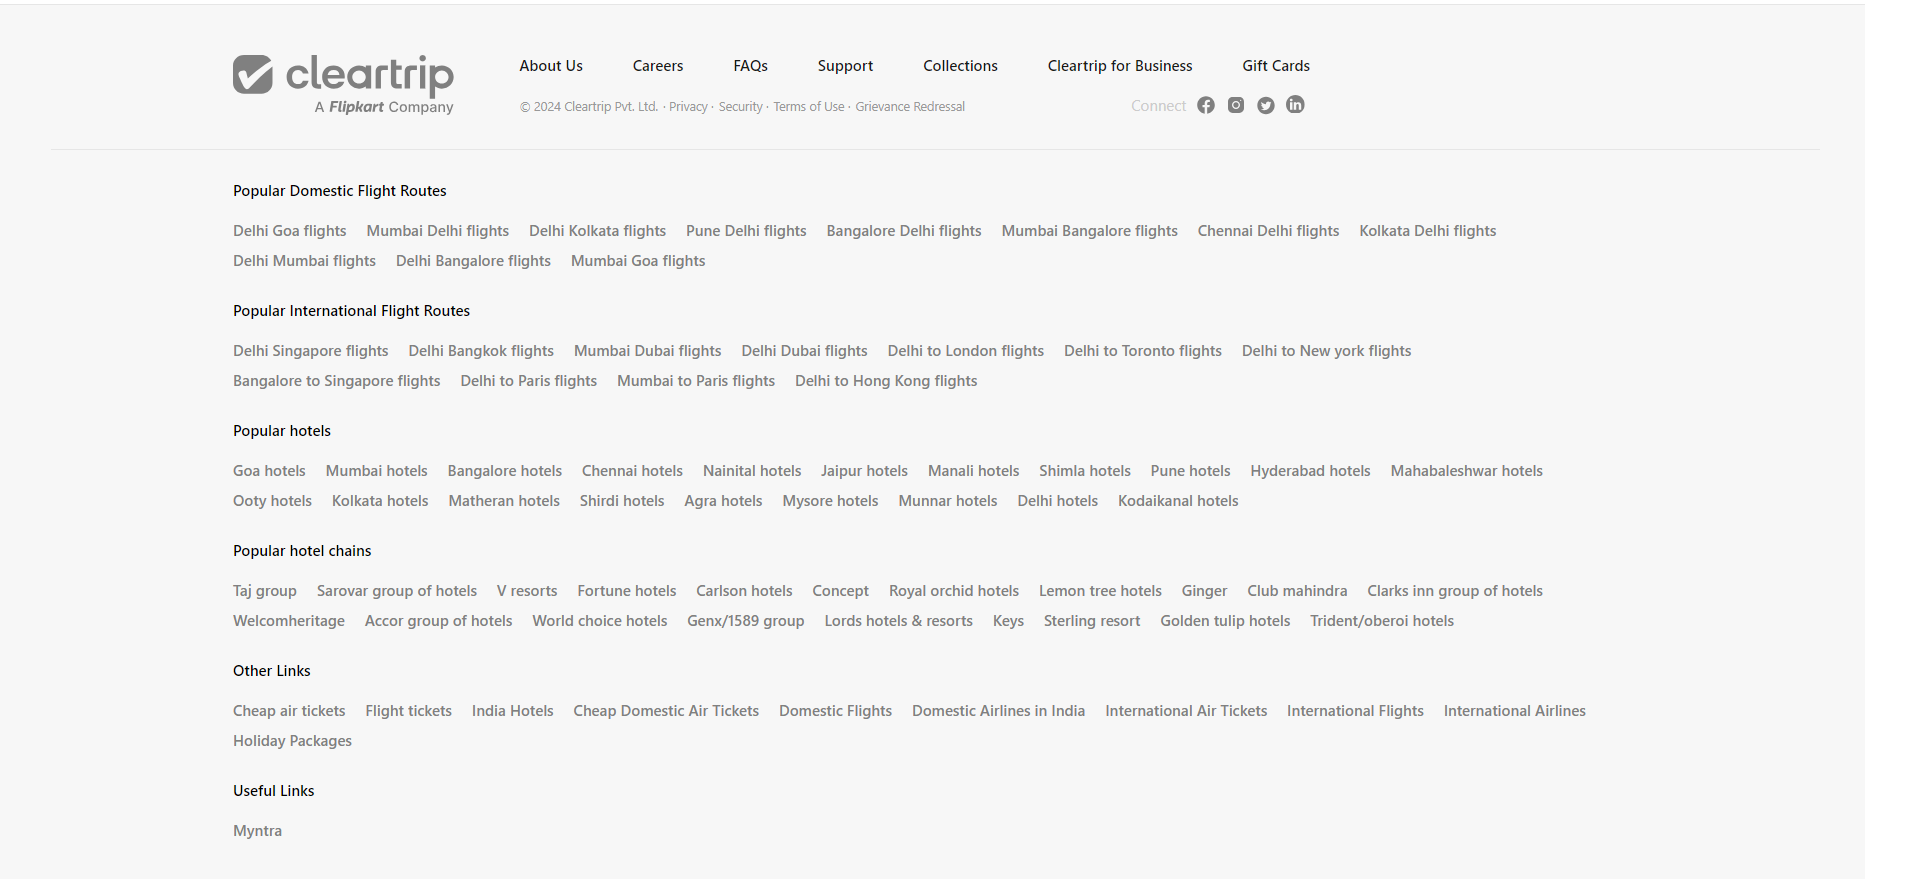 cleartrip
A Flipkart Company
About Us Careers FAQs Support Collections Cleartrip for Business Gift Cards
© 2024 Cleartrip Pvt. Ltd. · Privacy · Security · Terms of Use · Grievance Redressal
Connect
Popular Domestic Flight Routes
Delhi Goa flights Mumbai Delhi flights Delhi Kolkata flights Pune Delhi flights Bangalore Delhi flights Mumbai Bangalore flights Chennai Delhi flights Kolkata Delhi flights
Delhi Mumbai flights Delhi Bangalore flights Mumbai Goa flights
Popular International Flight Routes
Delhi Singapore flights Delhi Bangkok flights Mumbai Dubai flights Delhi Dubai flights Delhi to London flights Delhi to Toronto flights Delhi to New york flights
Bangalore to Singapore flights Delhi to Paris flights Mumbai to Paris flights Delhi to Hong Kong flights
Popular hotels
Goa hotels Mumbai hotels Bangalore hotels Chennai hotels Nainital hotels Jaipur hotels Manali hotels Shimla hotels Pune hotels Hyderabad hotels Mahabaleshwar hotels
Ooty hotels Kolkata hotels Matheran hotels Shirdi hotels Agra hotels Mysore hotels Munnar hotels Delhi hotels Kodaikanal hotels
Popular hotel chains
Taj group Sarovar group of hotels V resorts Fortune hotels Carlson hotels Concept Royal orchid hotels Lemon tree hotels Ginger Club mahindra Clarks inn group of hotels
Welcomheritage Accor group of hotels World choice hotels Genx/1589 group Lords hotels & resorts Keys Sterling resort Golden tulip hotels Trident/oberoi hotels
Other Links
Cheap air tickets Flight tickets India Hotels Cheap Domestic Air Tickets Domestic Flights Domestic Airlines in India International Air Tickets International Flights International Airlines
Holiday Packages
Useful Links
Myntra